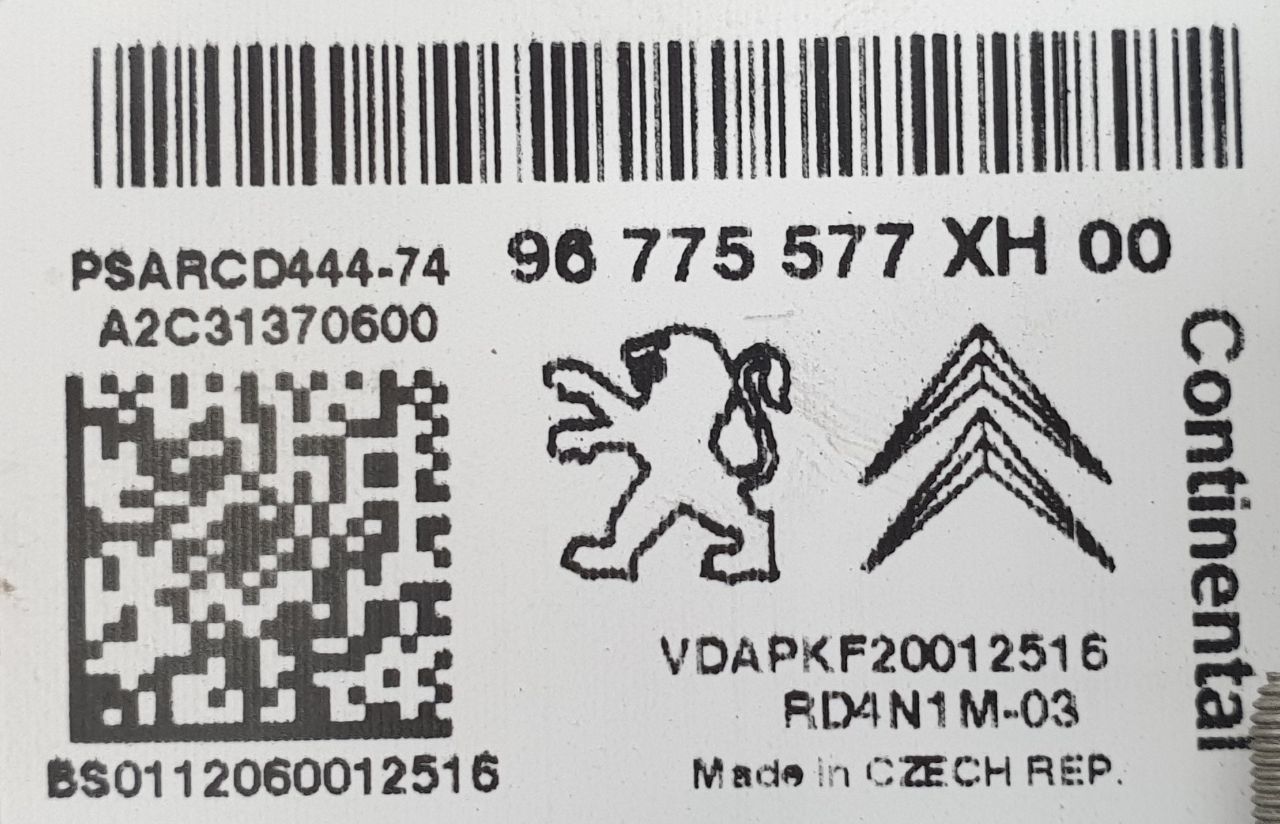 PSARCD444-74
A2C31370600
96 775 577 XH 00
Continental
VDAPKF20012516
RD4N1M-03
Made in CZECH REP.
BS0112060012516